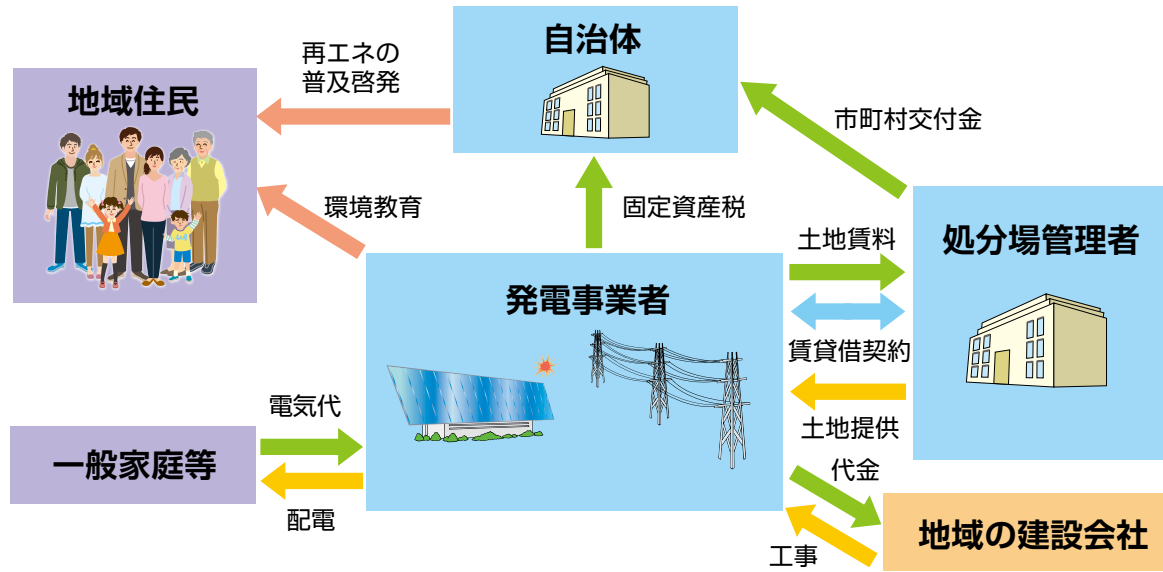 自治体
再エネの
普及啓発
地域住民
市町村交付金
環境教育
固定資産税
土地賃料
処分場管理者
発電事業者
賃貸借契約
電気代
土地提供
一般家庭等
代金
配電
地域の建設会社
工事